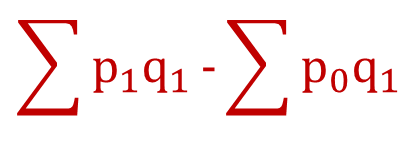 ∑ p₁q₁ - ∑ p₀q₁